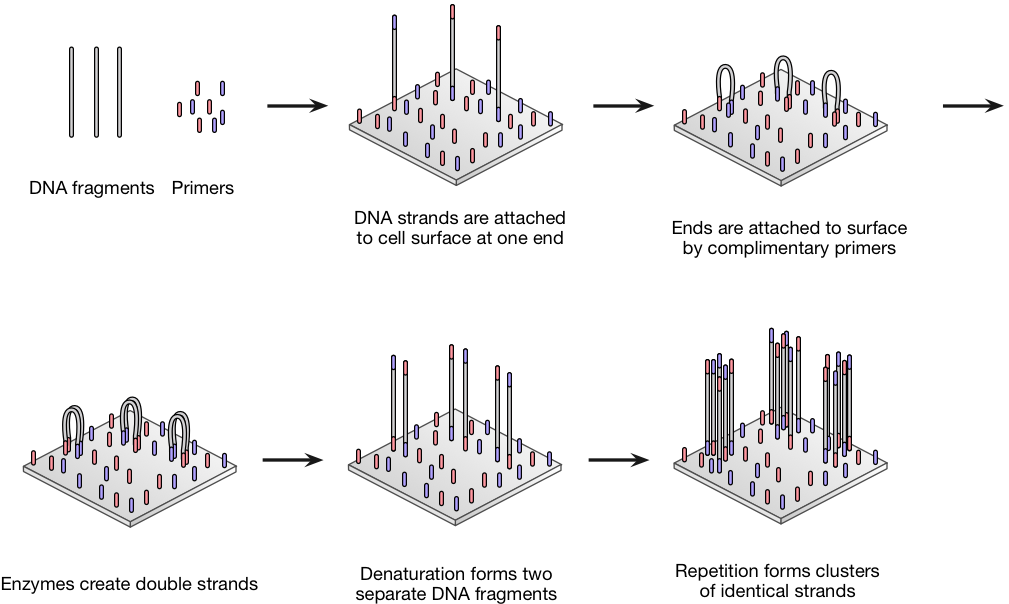 DNA fragments
Primers
DNA strands are attached
to cell surface at one end
Ends are attached to surface
by complimentary primers
Enzymes create double strands
Denaturation forms two
separate DNA fragments
Repetition forms clusters
of identical strands